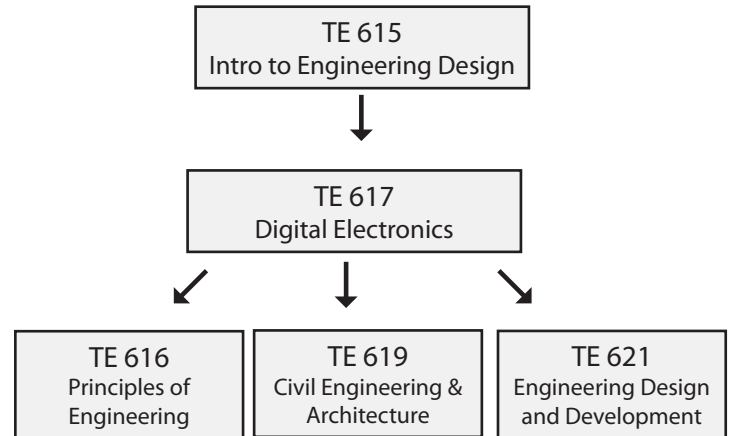 TE 615
Intro to Engineering Design
TE 617
Digital Electronics
TE 616
Principles of
Engineering
TE 619
Civil Engineering &
Architecture
TE 621
Engineering Design
and Development